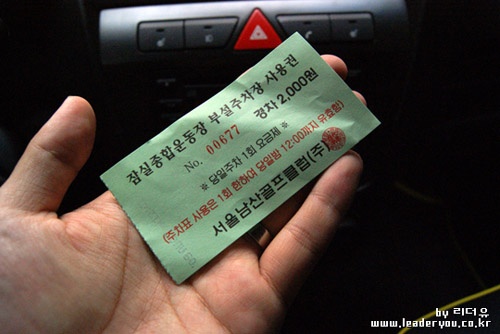 잠실종합운동장 부설주차장 사용권
No. 00677 경차 2,000원
※ 당일주차 1회 요금제 ※
(주차표 사용은 1회 한하여 당일밤 12:00까지 유효함)
서울남산골프클럽(주)
by 리더유
www.leaderyou.co.kr